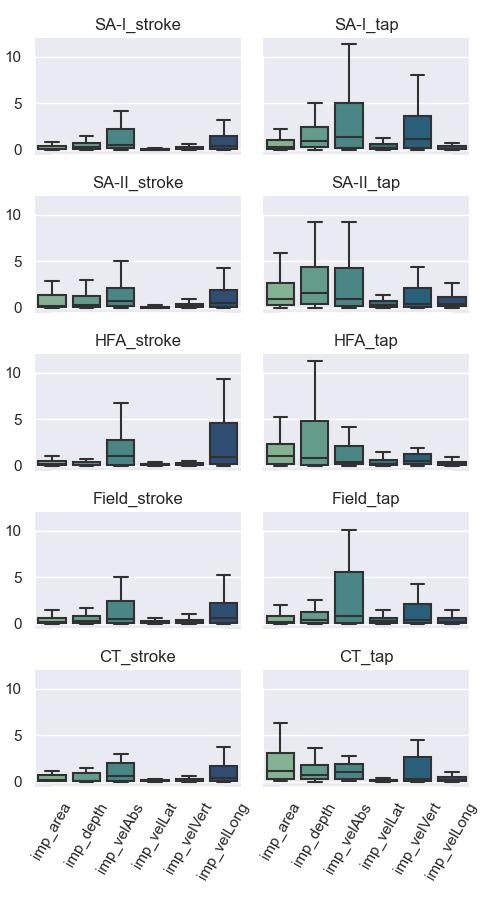 SA-I_stroke
SA-I_tap
10
5
0
SA-II_stroke
SA-II_tap
10
5
0
HFA_stroke
HFA_tap
10
5
0
Field_stroke
Field_tap
10
5
0
CT_stroke
CT_tap
10
5
0
imp_area
imp_depth
imp_velAbs
imp_velLat
imp_velVert
imp_velLong
imp_area
imp_depth
imp_velAbs
imp_velLat
imp_velVert
imp_velLong